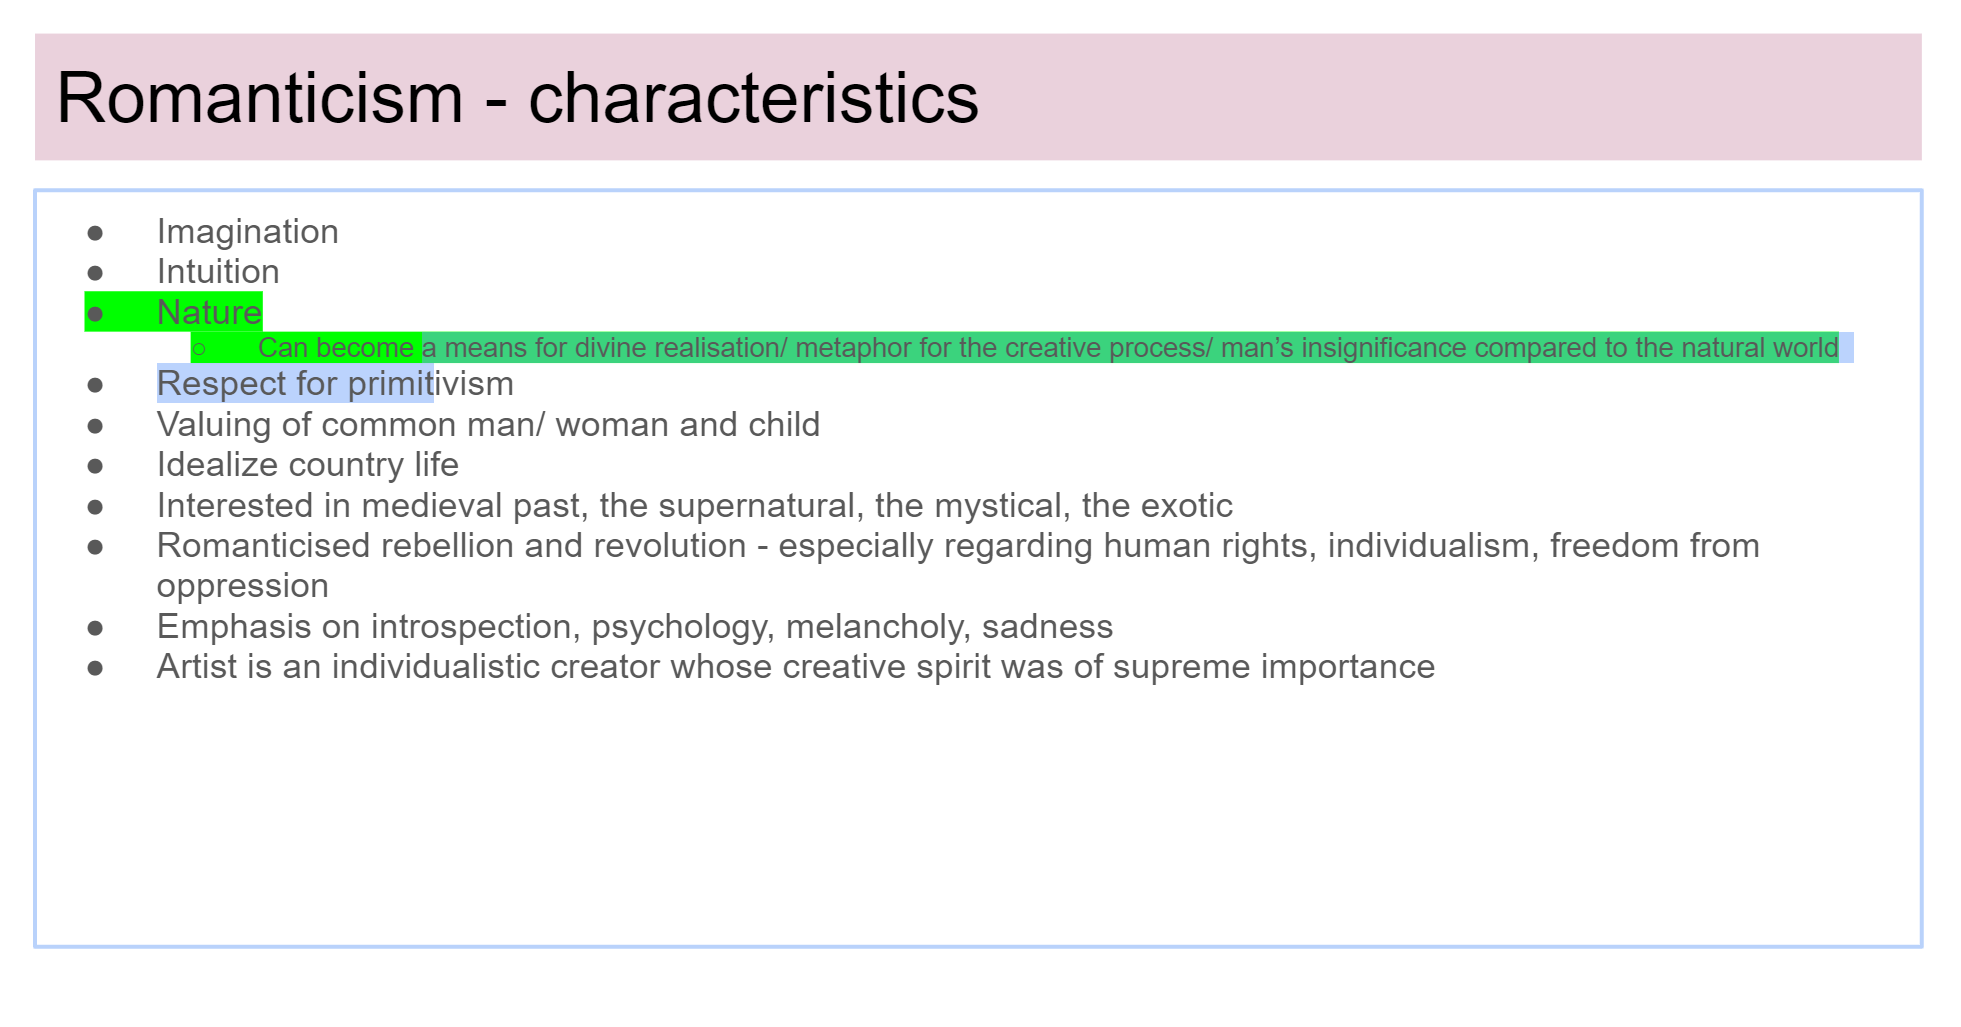 Romanticism - characteristics
● Imagination
● Intuition
● Nature
○ Can become a means for divine realisation/ metaphor for the creative process/ man’s insignificance compared to the natural world
● Respect for primitivism
● Valuing of common man/ woman and child
● Idealize country life
● Interested in medieval past, the supernatural, the mystical, the exotic
● Romanticised rebellion and revolution - especially regarding human rights, individualism, freedom from
oppression
● Emphasis on introspection, psychology, melancholy, sadness
● Artist is an individualistic creator whose creative spirit was of supreme importance